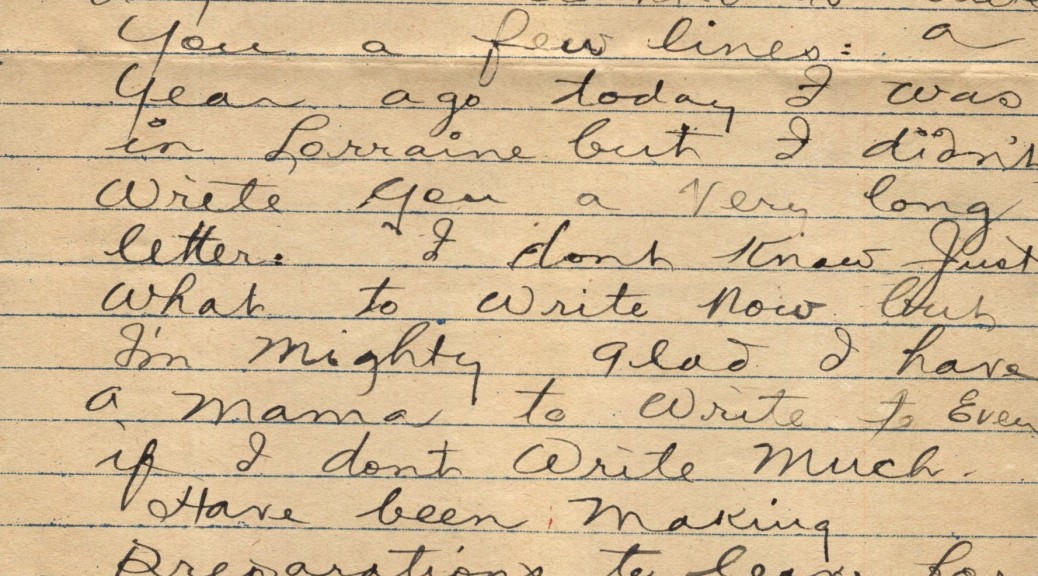 You a few lines: a
Year ago today I was
in Lorraine but I didn't
Write You a Very long
letter. I dont Know Just
What to Write Now but
I'm Mighty Glad I have
a Mama to Write to Even
if I dont Write Much.
Have been Making
Preparations to leave for